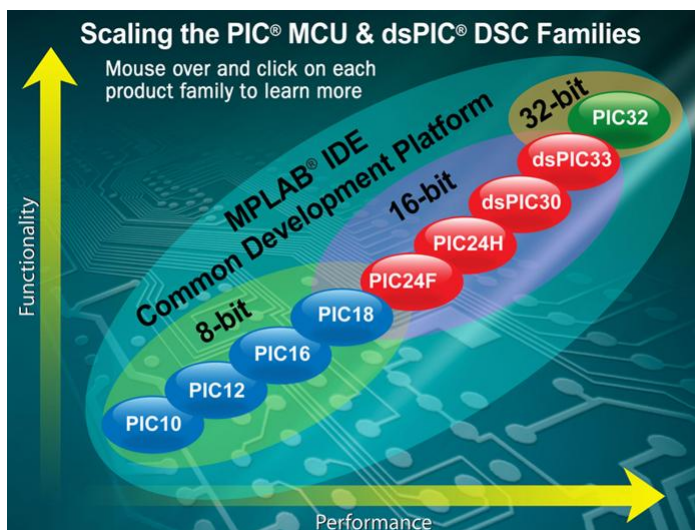 Scaling the PIC® MCU & dsPIC® DSC Families
Mouse over and click on each
product family to learn more
Functionality
MPLAB® IDE
Common Development Platform
32-bit
PIC32
dsPIC33
16-bit
dsPIC30
PIC24H
PIC24F
8-bit
PIC18
PIC16
PIC12
PIC10
Performance